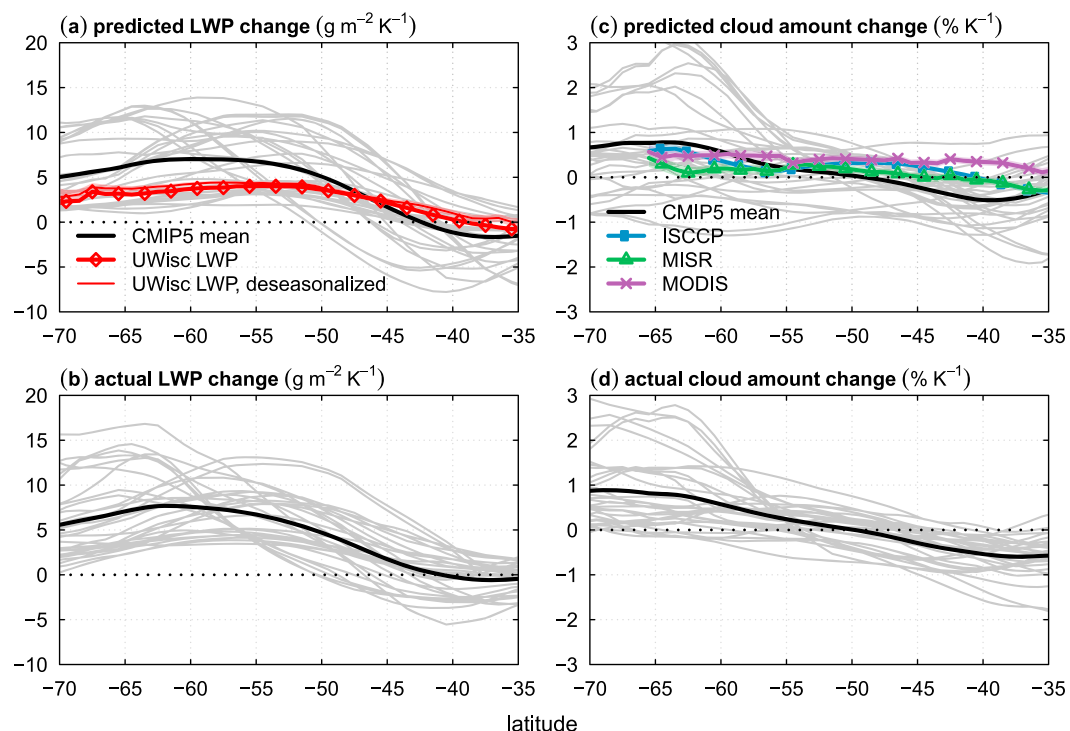 (a) predicted LWP change (g m⁻² K⁻¹)
20
15
10
5
0
−5
−10
CMIP5 mean
UWisc LWP
UWisc LWP, deseasonalized
−70 −65 −60 −55 −50 −45 −40 −35
(c) predicted cloud amount change (% K⁻¹)
3
2
1
0
−1
−2
−3
CMIP5 mean
ISCCP
MISR
MODIS
−70 −65 −60 −55 −50 −45 −40 −35
(b) actual LWP change (g m⁻² K⁻¹)
20
15
10
5
0
−5
−10
−70 −65 −60 −55 −50 −45 −40 −35
(d) actual cloud amount change (% K⁻¹)
3
2
1
0
−1
−2
−3
−70 −65 −60 −55 −50 −45 −40 −35
latitude